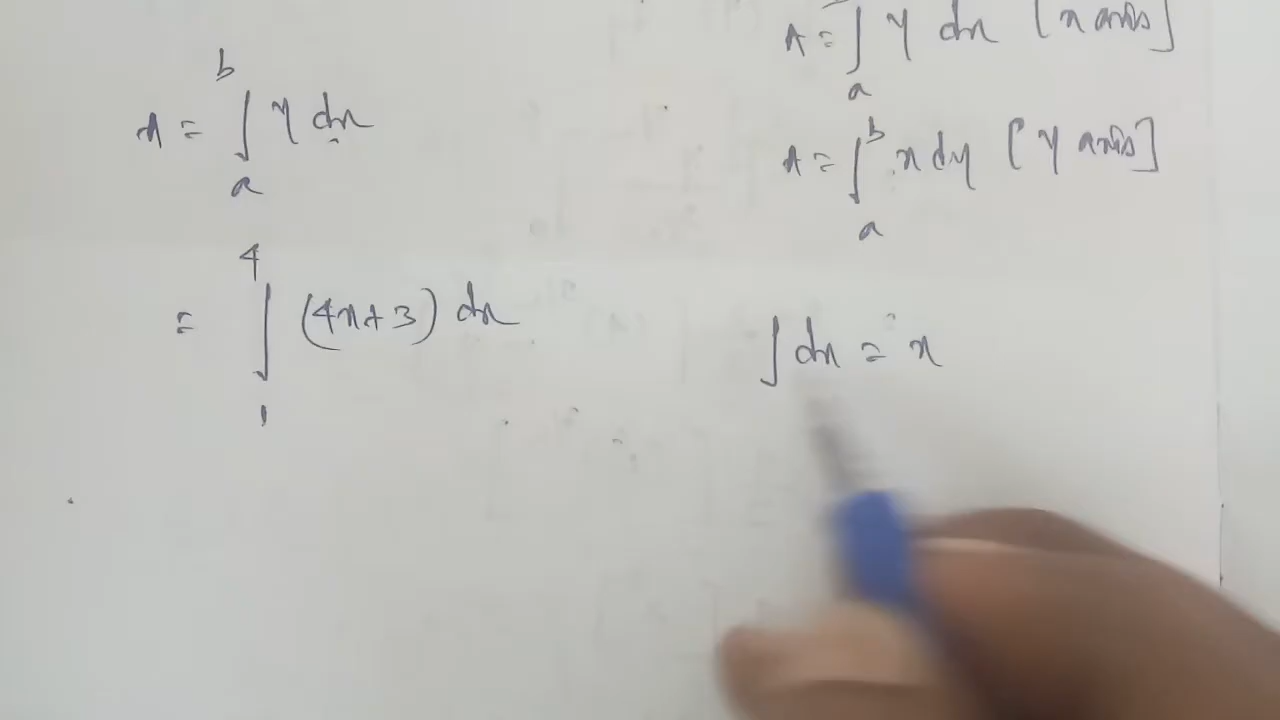 A = ∫ₐᵇ y dx
= ∫₁⁴ (4x+3) dx
A = ∫ₐ y dx [x axis]
A = ∫ₐᵇ x dy [y axis]
∫ dx = x